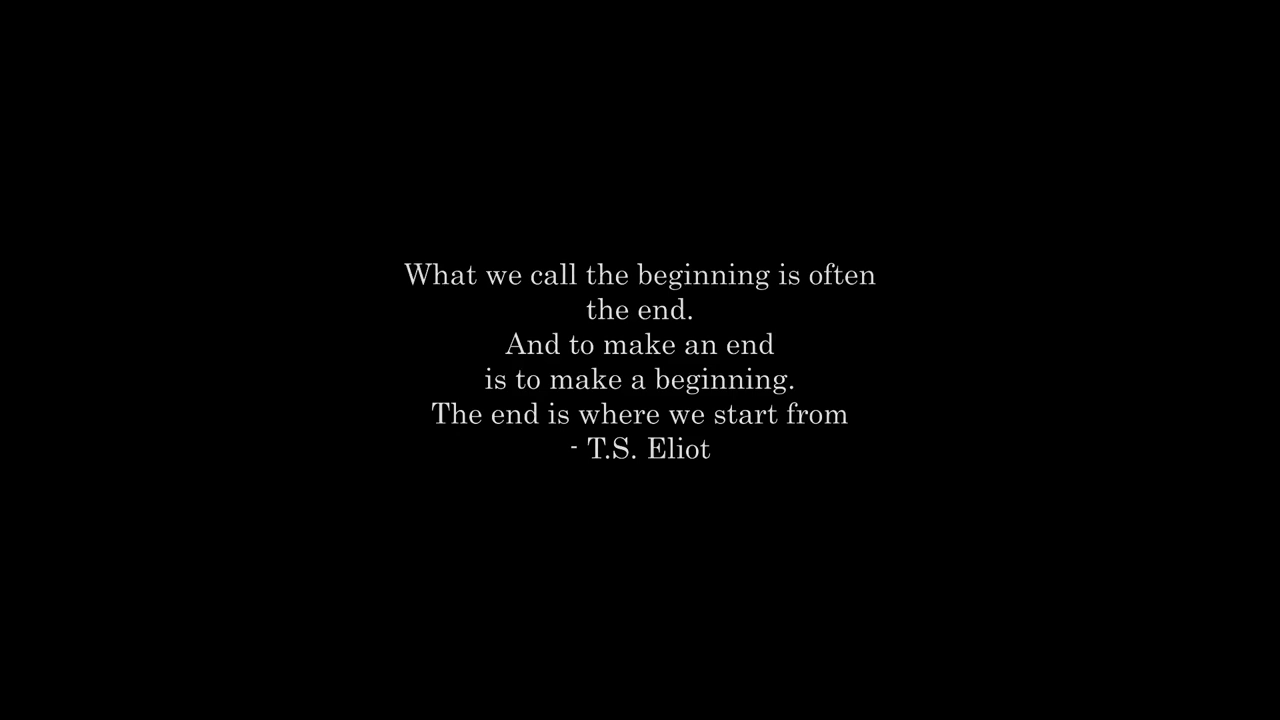 What we call the beginning is often
the end.
And to make an end
is to make a beginning.
The end is where we start from
- T.S. Eliot